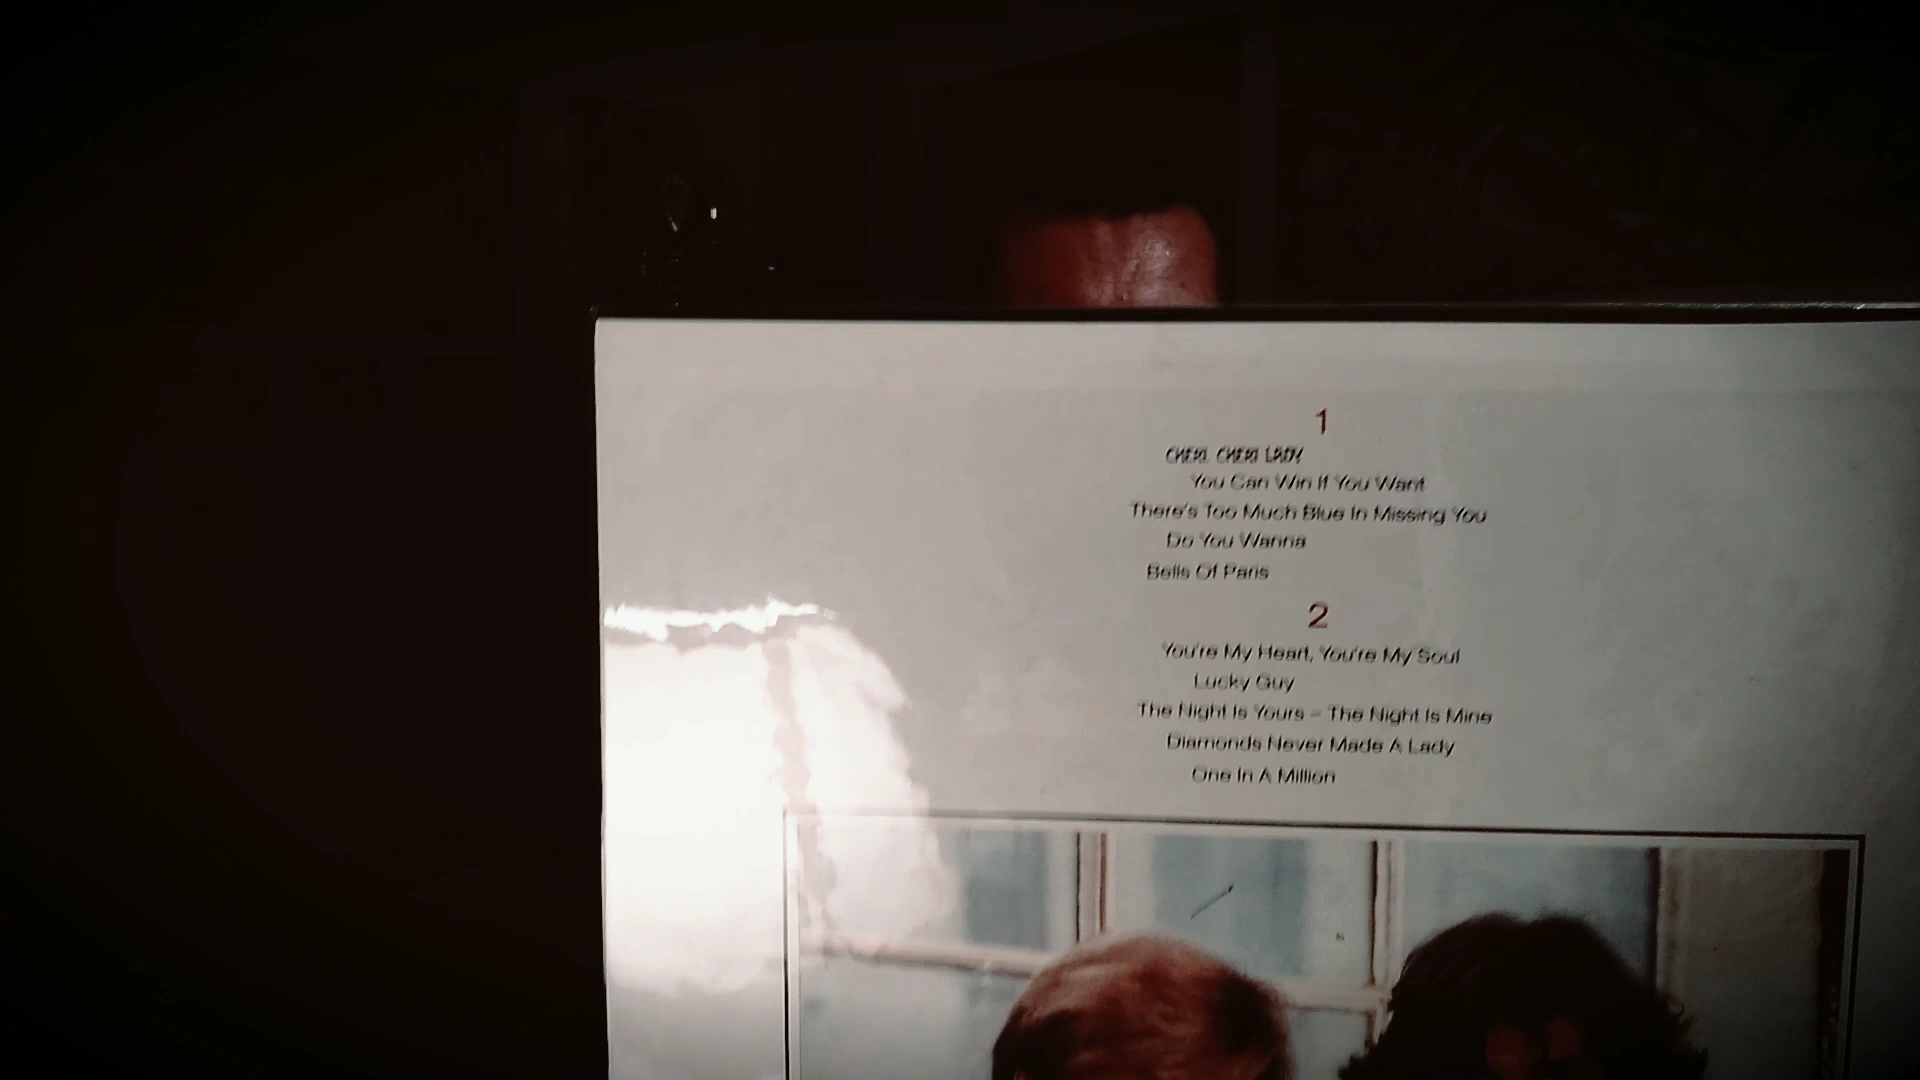 1
CHERI, CHERI LADY
You Can Win If You Want
There's Too Much Blue In Missing You
Do You Wanna
Bells Of Paris
2
You're My Heart, You're My Soul
Lucky Guy
The Night Is Yours – The Night Is Mine
Diamonds Never Made A Lady
One In A Million